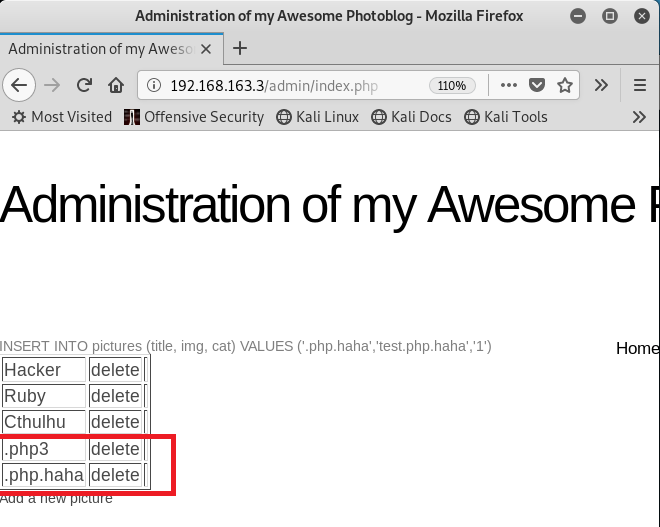 Administration of my Awesome Photoblog - Mozilla Firefox
Administration of my Aweso
192.168.163.3/admin/index.php
110%
Most Visited
Offensive Security
Kali Linux
Kali Docs
Kali Tools
Administration of my Awesome P
INSERT INTO pictures (title, img, cat) VALUES ('.php.haha','test.php.haha','1')
Home
Hacker delete
Ruby delete
Cthulhu delete
.php3 delete
.php.haha delete
Add a new picture